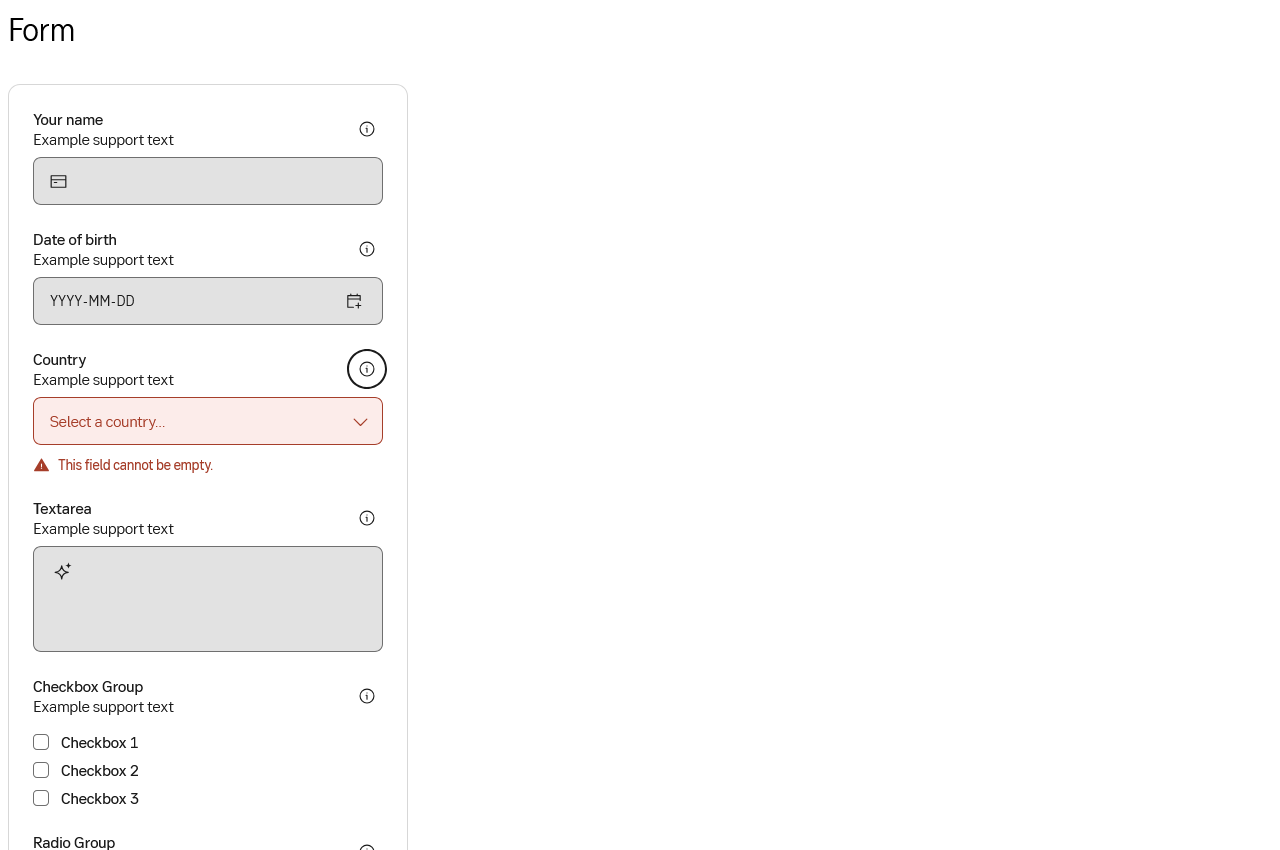 Form
Your name
Example support text
Date of birth
Example support text
YYYY-MM-DD
Country
Example support text
Select a country...
This field cannot be empty.
Textarea
Example support text
Checkbox Group
Example support text
Checkbox 1
Checkbox 2
Checkbox 3
Radio Group